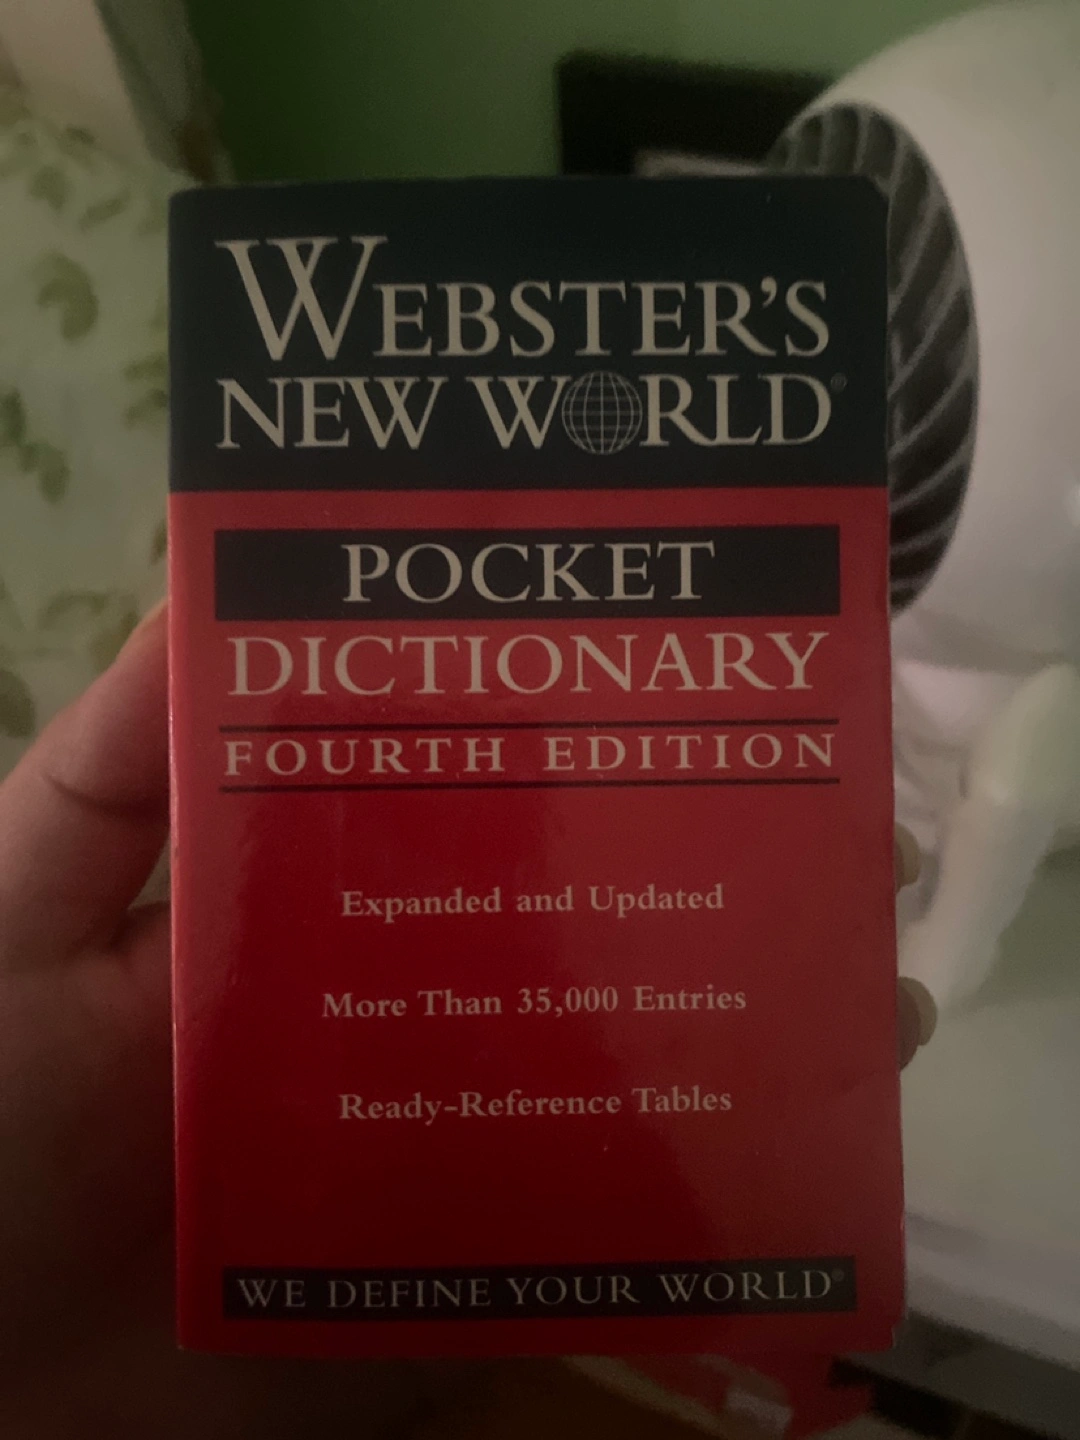 WEBSTER'S
NEW WORLD®
POCKET
DICTIONARY
FOURTH EDITION
Expanded and Updated
More Than 35,000 Entries
Ready-Reference Tables
WE DEFINE YOUR WORLD®